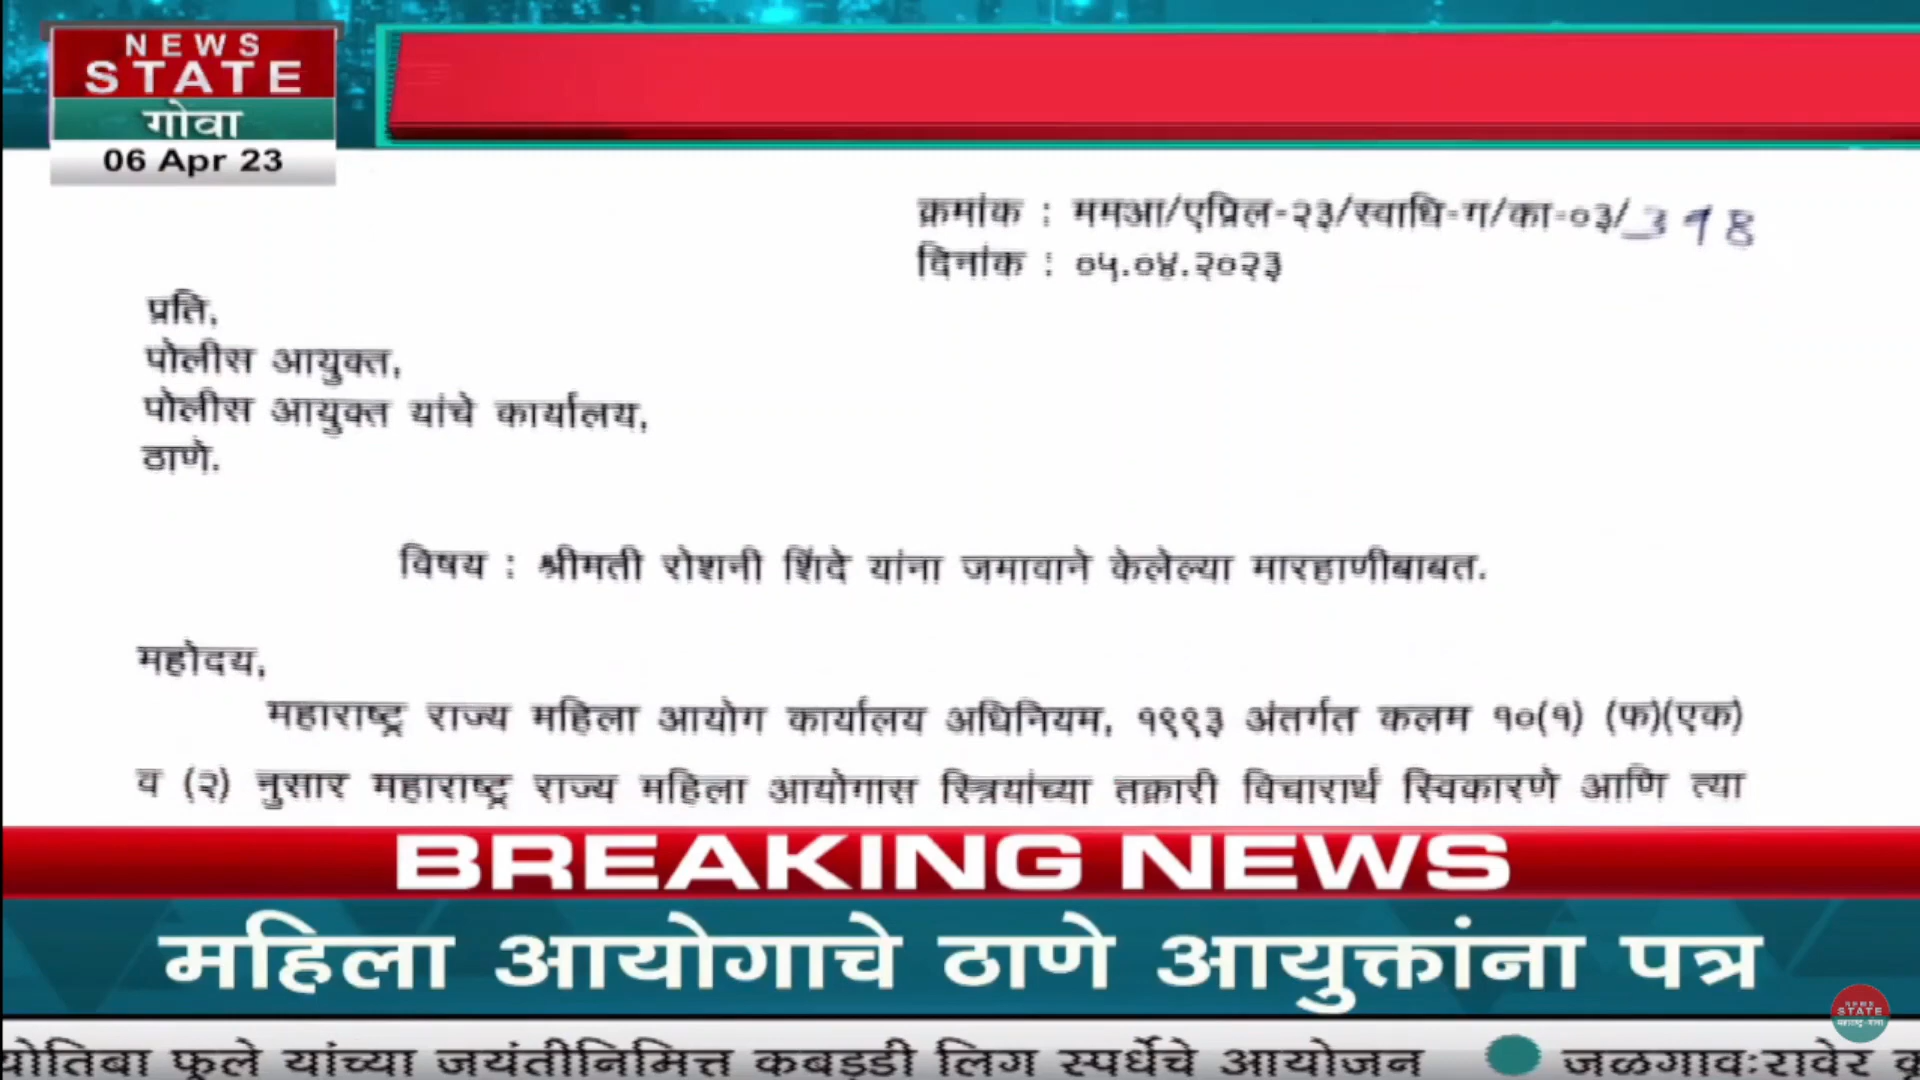 NEWS
STATE
गोवा
06 Apr 23
क्रमांक : ममआ/एप्रिल-२३/स्वाधि-ग/का-०३/
दिनांक : ०५.०४.२०२३
प्रति,
पोलीस आयुक्त,
पोलीस आयुक्त यांचे कार्यालय,
ठाणे.
विषय : श्रीमती रोशनी शिंदे यांना जमावाने केलेल्या मारहाणीबाबत.
महोदय,
महाराष्ट्र राज्य महिला आयोग कार्यालय अधिनियम, १९९३ अंतर्गत कलम १०(१) (फ)(एक)
व (२) नुसार महाराष्ट्र राज्य महिला आयोगास स्त्रियांच्या तक्रारी विचारार्थ स्विकारणे आणि त्या
BREAKING NEWS
महिला आयोगाचे ठाणे आयुक्तांना पत्र
NEWS
STATE
महाराष्ट्र-गोवा
योतिबा फूले यांच्या जयंतीनिमित्त कबड्डी लिग स्पर्धेचे आयोजन जळगाव:रावेर